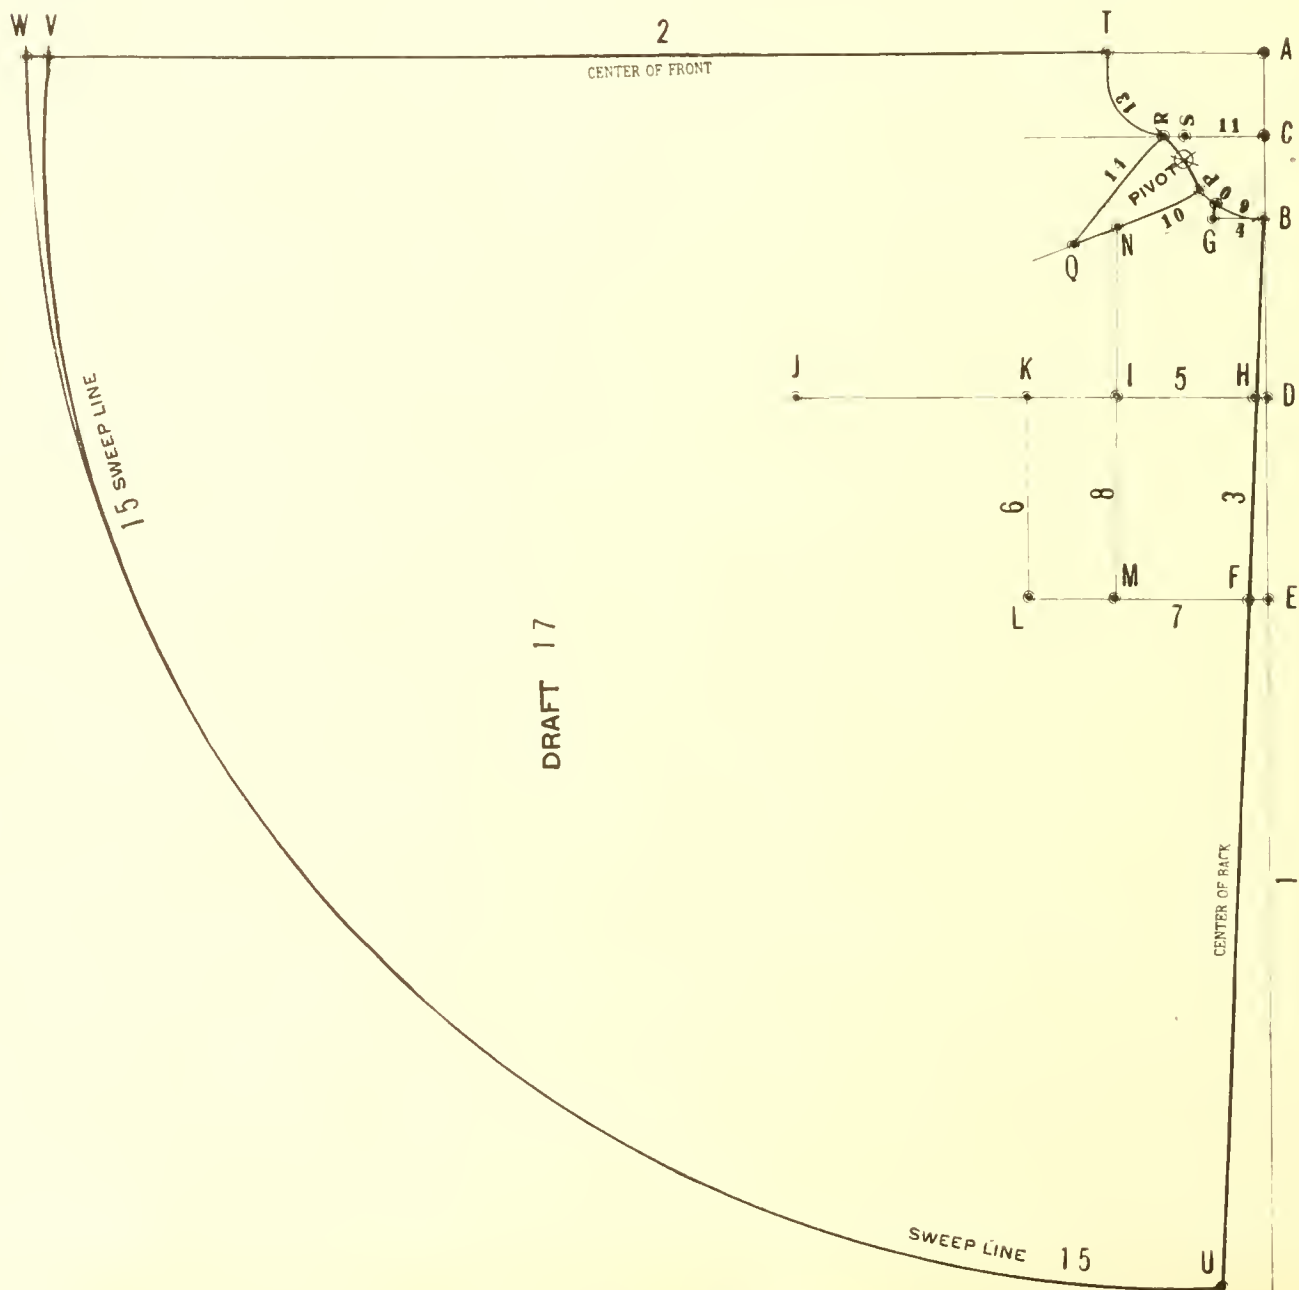 W V 2 T A
CENTER OF FRONT
13 R S 11 C
14 PIVOT P O 9 B
10 G 4
Q N
J K I 5 H D
15 SWEEP LINE
6 8 3
L M 7 F E
DRAFT 17
CENTER OF BACK
1
SWEEP LINE 15 U